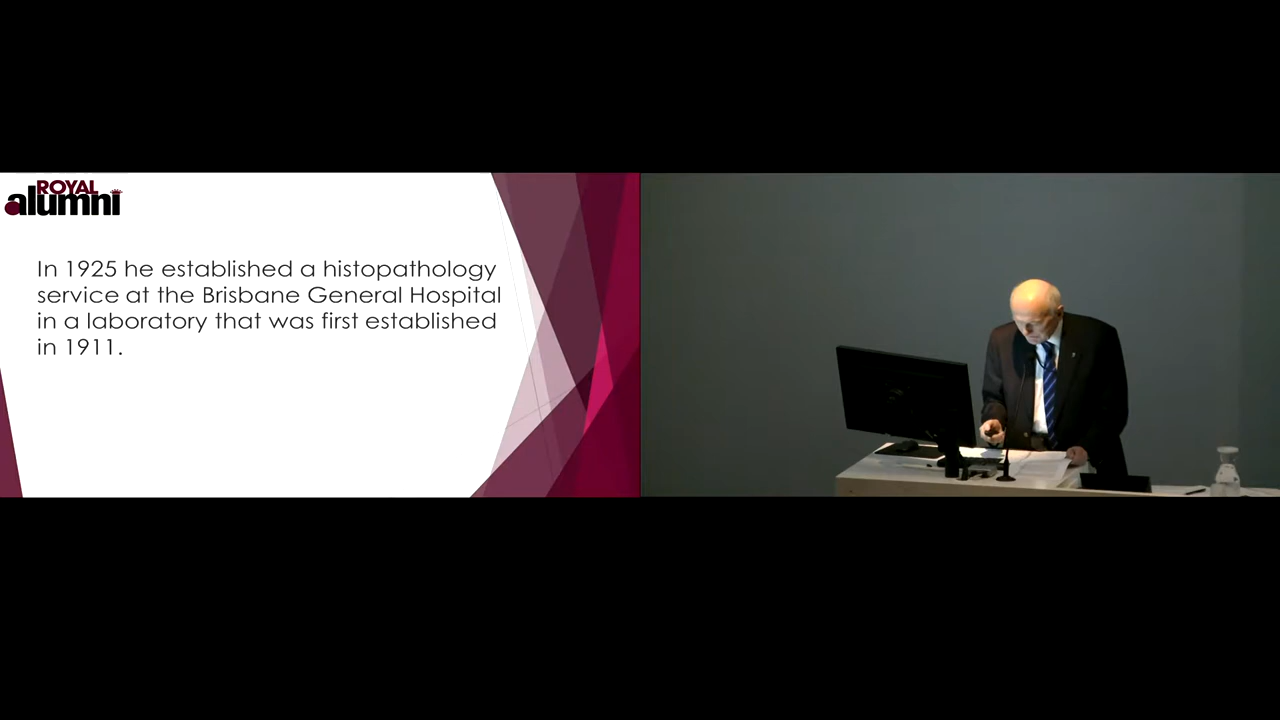 ROYAL
alumni
In 1925 he established a histopathology
service at the Brisbane General Hospital
in a laboratory that was first established
in 1911.